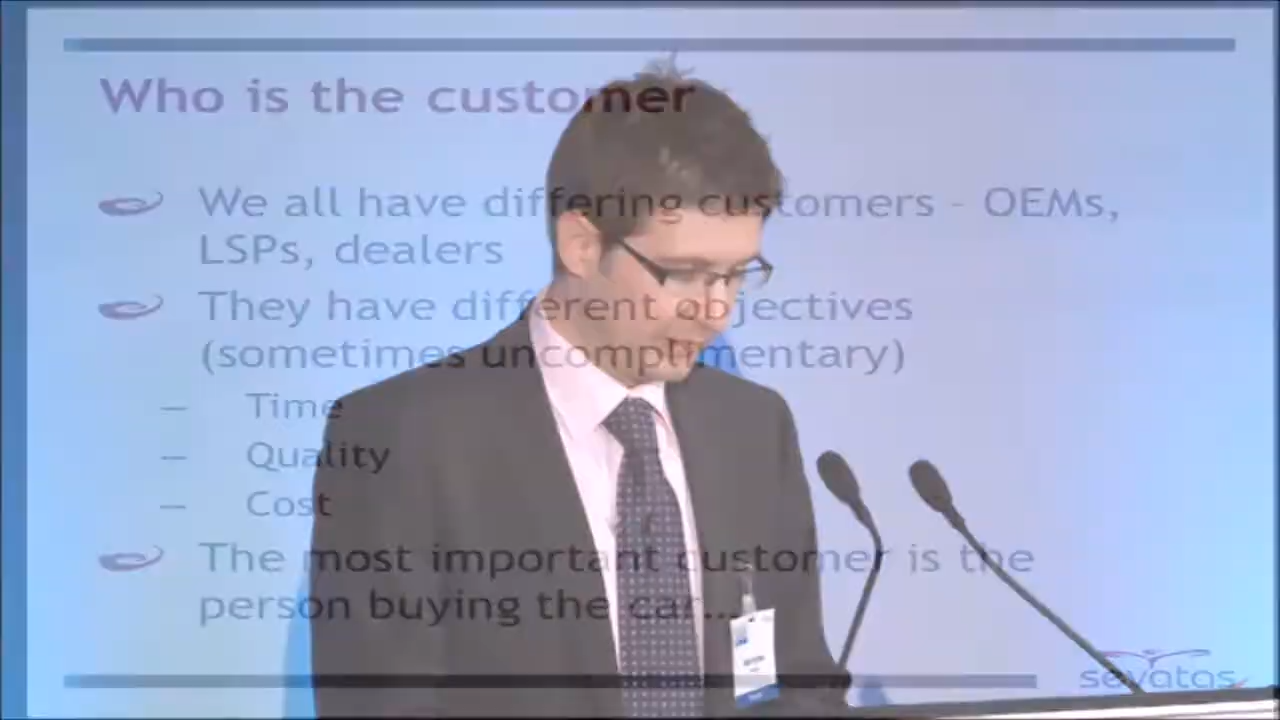 Who is the customer
We all have differing customers - OEMs,
LSPs, dealers
They have different objectives
(sometimes uncomplimentary)
– Time
– Quality
– Cost
The most important customer is the
person buying the car...
sevatas